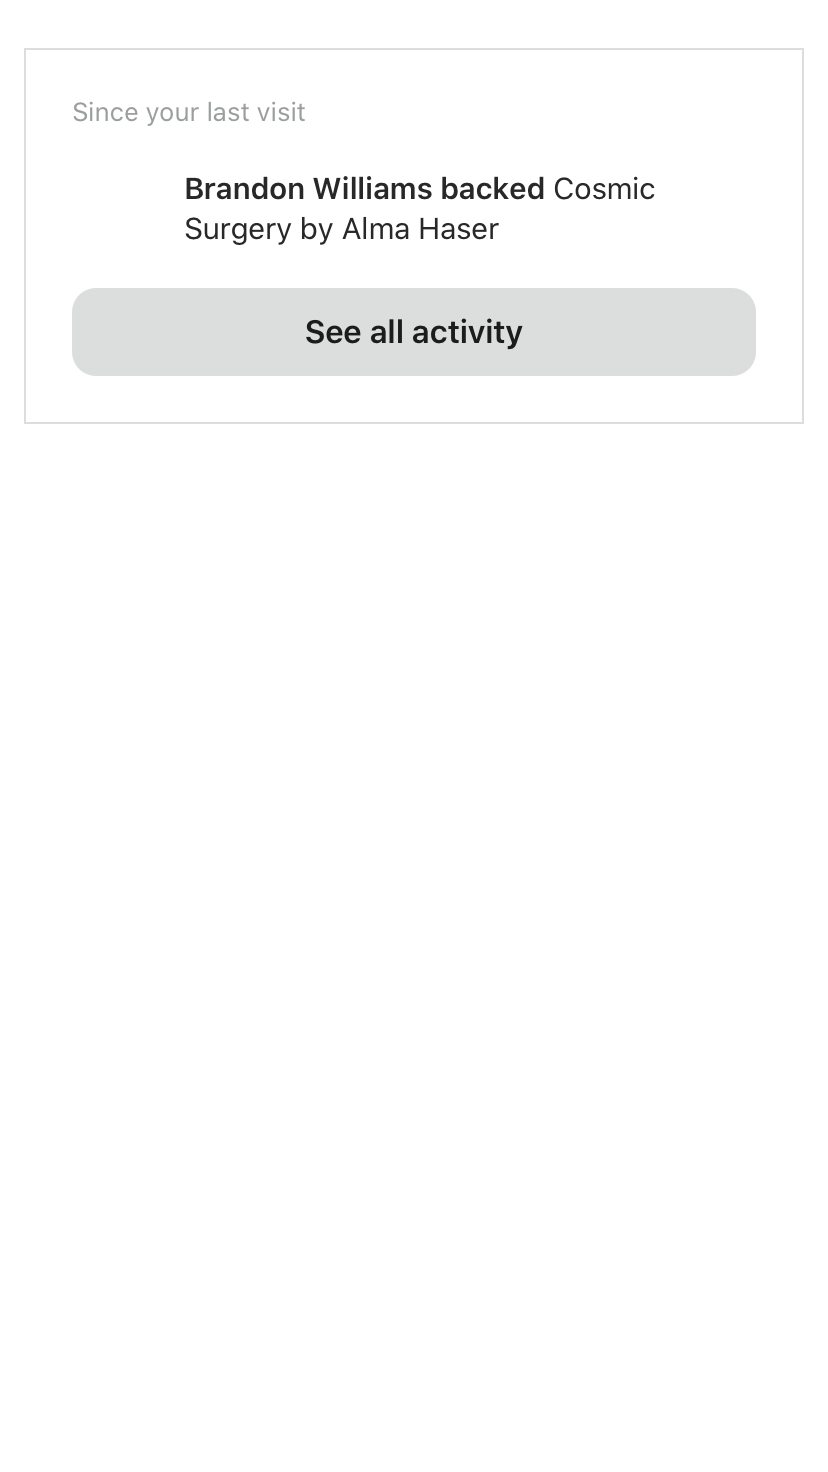 Since your last visit
Brandon Williams backed Cosmic
Surgery by Alma Haser
See all activity